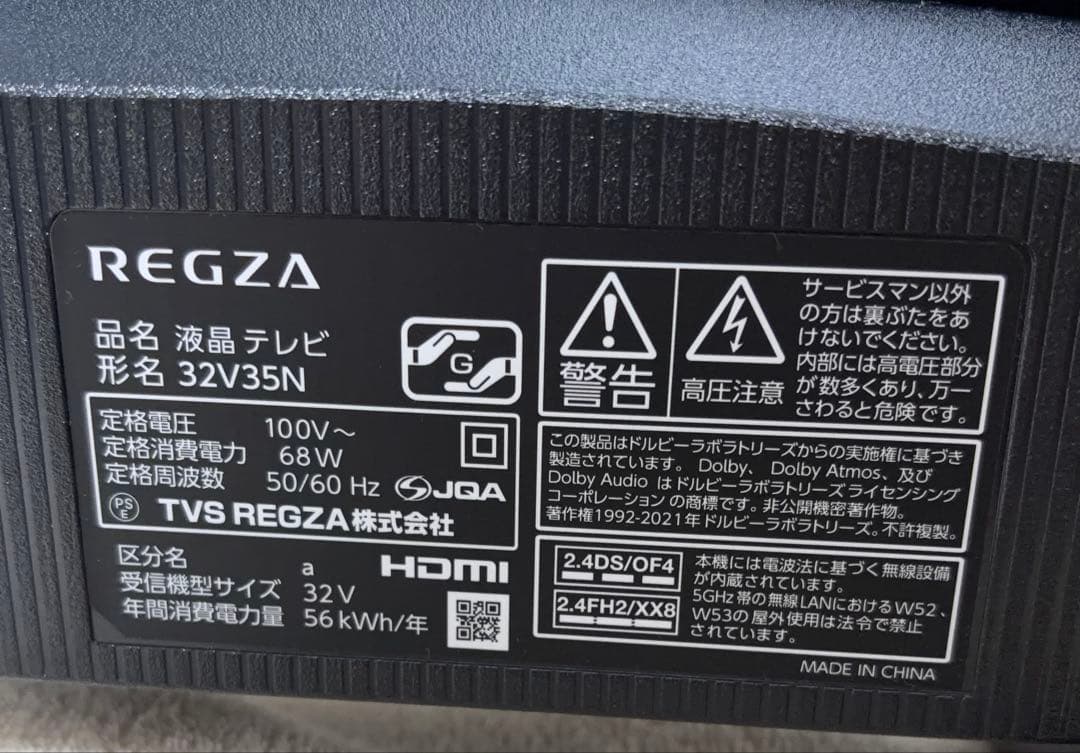 REGZA
品名 液晶テレビ
形名 32V35N
G
定格電圧 100V～
定格消費電力 68W
定格周波数 50/60 Hz
JQA
PS
E
TVS REGZA株式会社
区分名 a
受信機型サイズ 32V
年間消費電力量 56kWh/年
HDMI
警告
高圧注意
サービスマン以外
の方は裏ぶたをあ
けないでください。
内部には高電圧部分
が数多くあり、万一
さわると危険です。
この製品はドルビーラボラトリーズからの実施権に基づき
製造されています。 Dolby、 Dolby Atmos、及び
Dolby Audio はドルビーラボラトリーズライセンシング
コーポレーションの商標です。非公開機密著作物。
著作権1992-2021年ドルビーラボラトリーズ。不許複製。
2.4DS/OF4
2.4FH2/XX8
本機には電波法に基づく無線設備
が内蔵されています。
5GHz帯の無線LANにおけるW52、
W53の屋外使用は法令で禁止
されています。
MADE IN CHINA